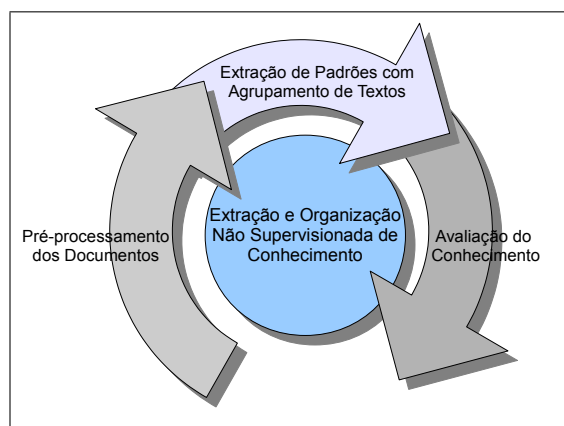 Extração de Padrões com
Agrupamento de Textos
Extração e Organização
Não Supervisionada de
Conhecimento
Pré-processamento
dos Documentos
Avaliação do
Conhecimento